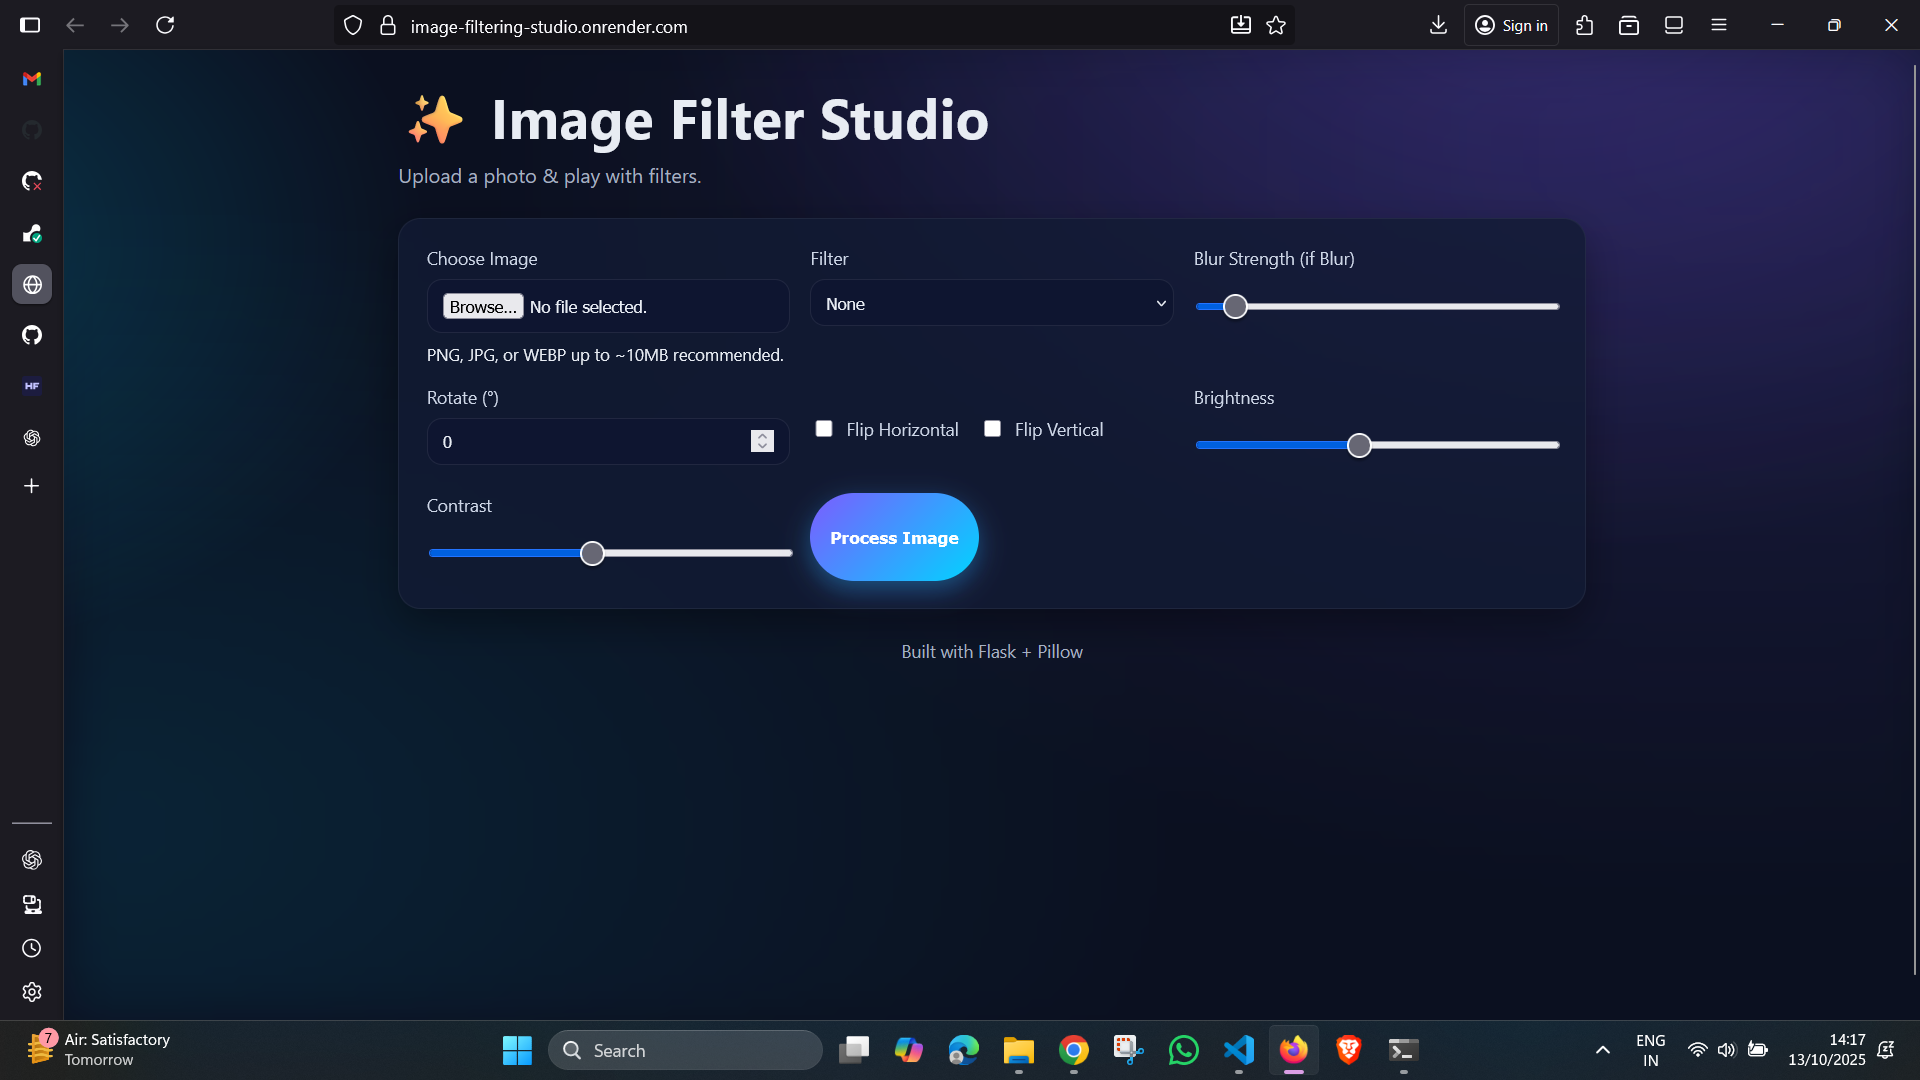 image-filtering-studio.onrender.com
Sign in
HF
✨ Image Filter Studio
Upload a photo & play with filters.
Choose Image
Filter
Blur Strength (if Blur)
Browse... No file selected.
None
PNG, JPG, or WEBP up to ~10MB recommended.
Rotate (°)
Brightness
0
Flip Horizontal
Flip Vertical
Contrast
Process Image
Built with Flask + Pillow
7
Air: Satisfactory
Tomorrow
Search
ENG
IN
14:17
13/10/2025